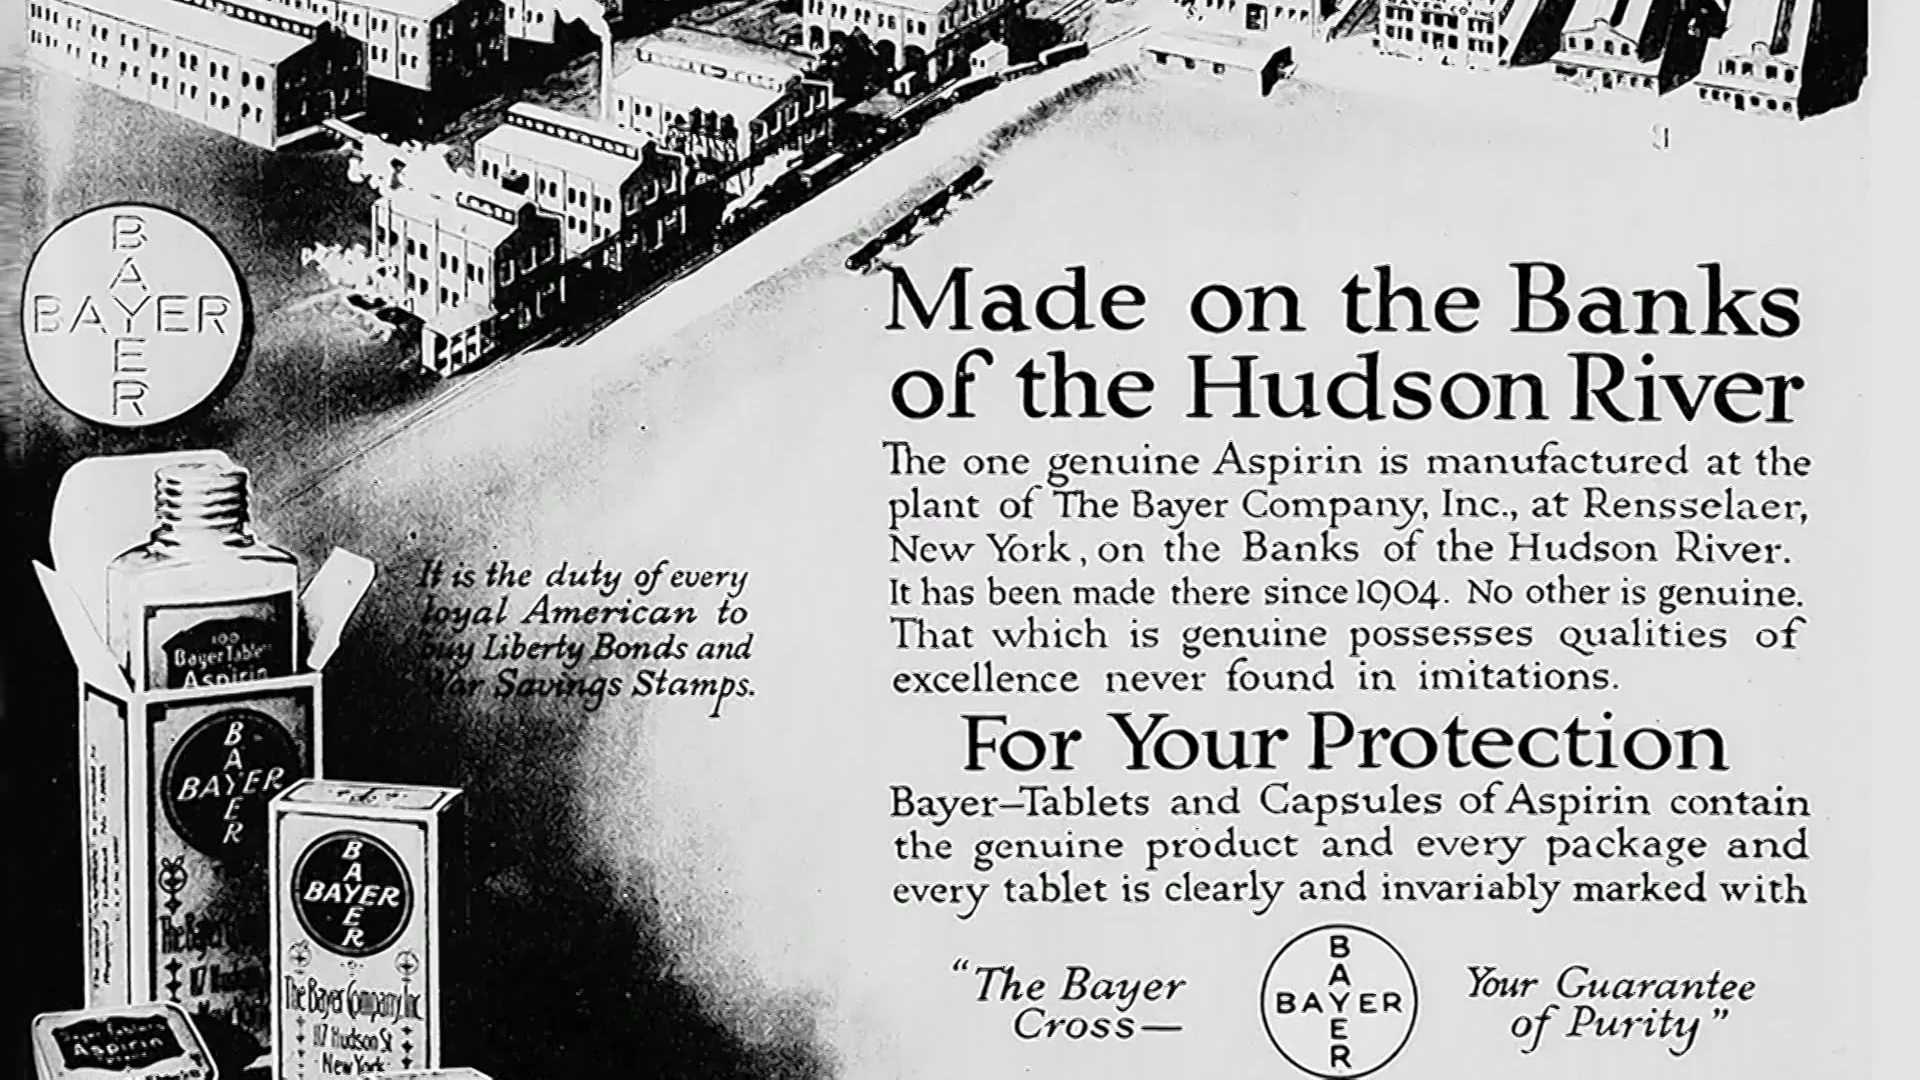 BAYER
BAYER
Made on the Banks
of the Hudson River
The one genuine Aspirin is manufactured at the
plant of The Bayer Company, Inc., at Rensselaer,
New York, on the Banks of the Hudson River.
It has been made there since 1904. No other is genuine.
That which is genuine possesses qualities of
excellence never found in imitations.
It is the duty of every
loyal American to
buy Liberty Bonds and
War Savings Stamps.
100
Bayer Tablets
Aspirin
BAYER
BAYER
BAYER
BAYER
The Bayer Company, Inc.
117 Hudson St
New York
Aspirin
For Your Protection
Bayer-Tablets and Capsules of Aspirin contain
the genuine product and every package and
every tablet is clearly and invariably marked with
"The Bayer
Cross—
BAYER
BAYER
Your Guarantee
of Purity"